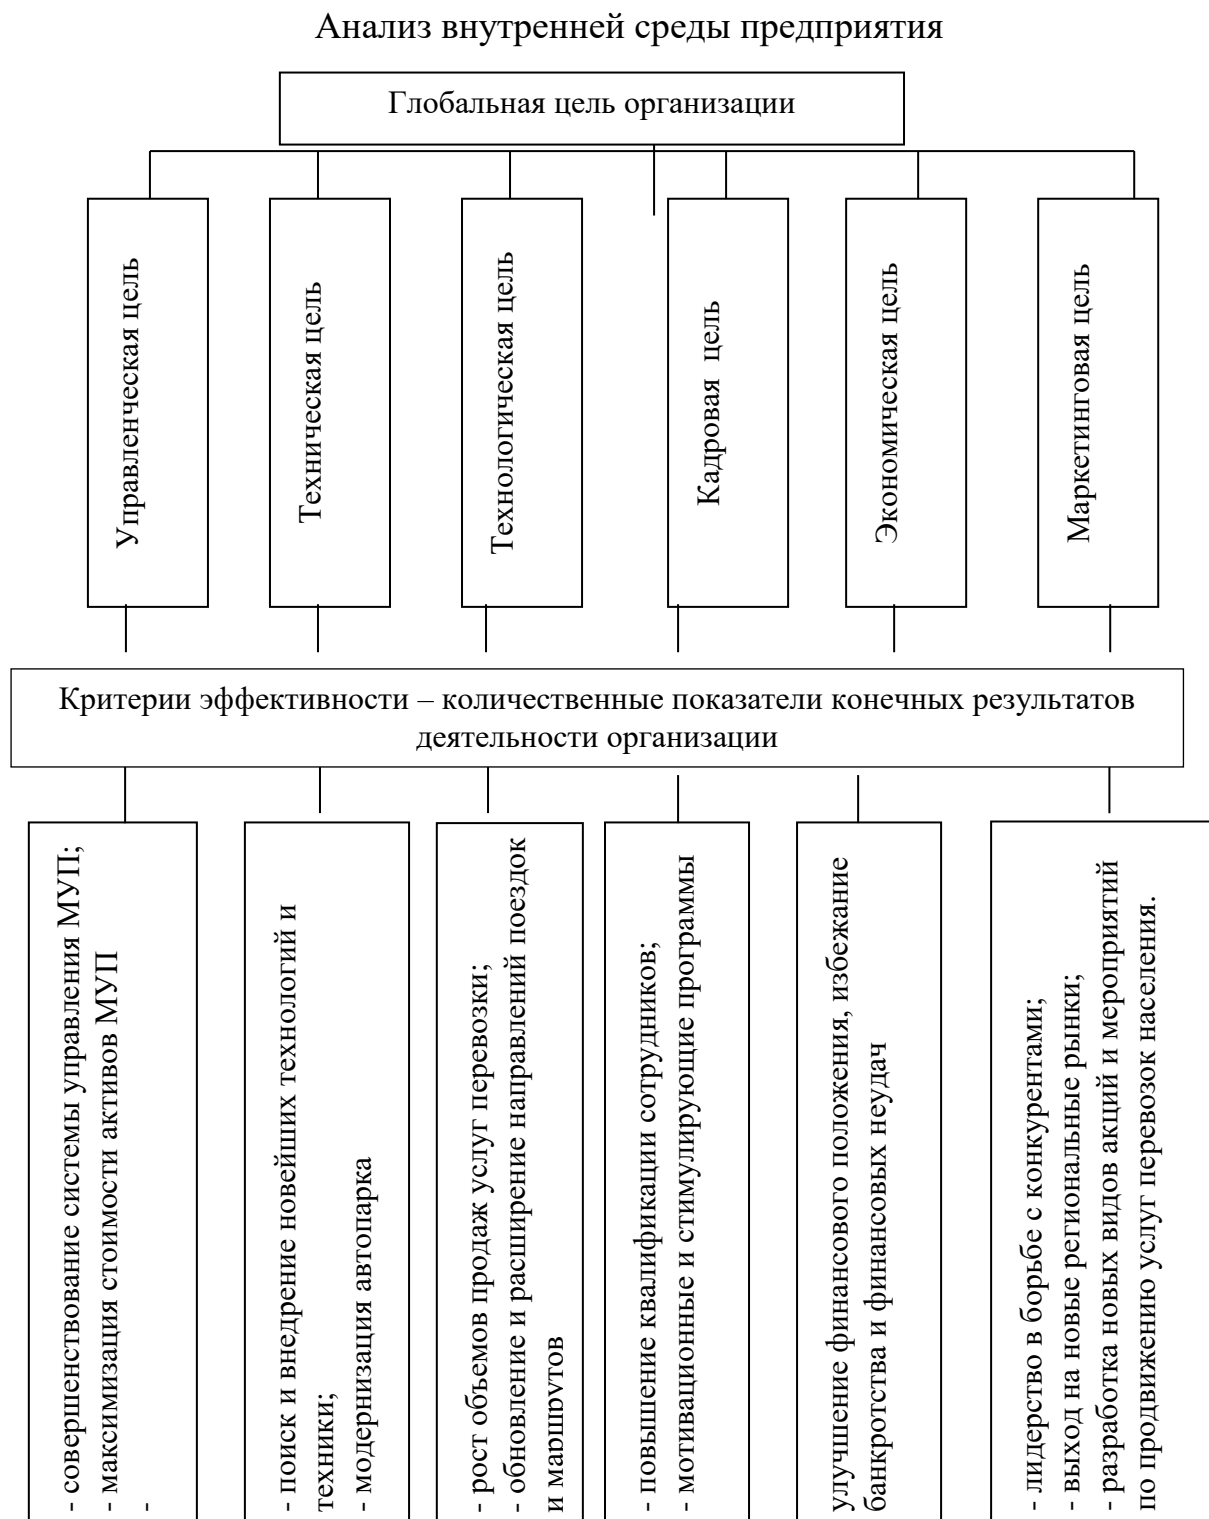 Анализ внутренней среды предприятия
Глобальная цель организации
Управленческая цель
Техническая цель
Технологическая цель
Кадровая цель
Экономическая цель
Маркетинговая цель
Критерии эффективности – количественные показатели конечных результатов
деятельности организации
- совершенствование системы управления МУП;
- максимизация стоимости активов МУП
-
- поиск и внедрение новейших технологий и
техники;
- модернизация автопарка
- рост объемов продаж услуг перевозки;
- обновление и расширение направлений поездок
и маршрутов
- повышение квалификации сотрудников;
- мотивационные и стимулирующие программы
улучшение финансового положения, избежание
банкротства и финансовых неудач
- лидерство в борьбе с конкурентами;
- выход на новые региональные рынки;
- разработка новых видов акций и мероприятий
по продвижению услуг перевозок населения.